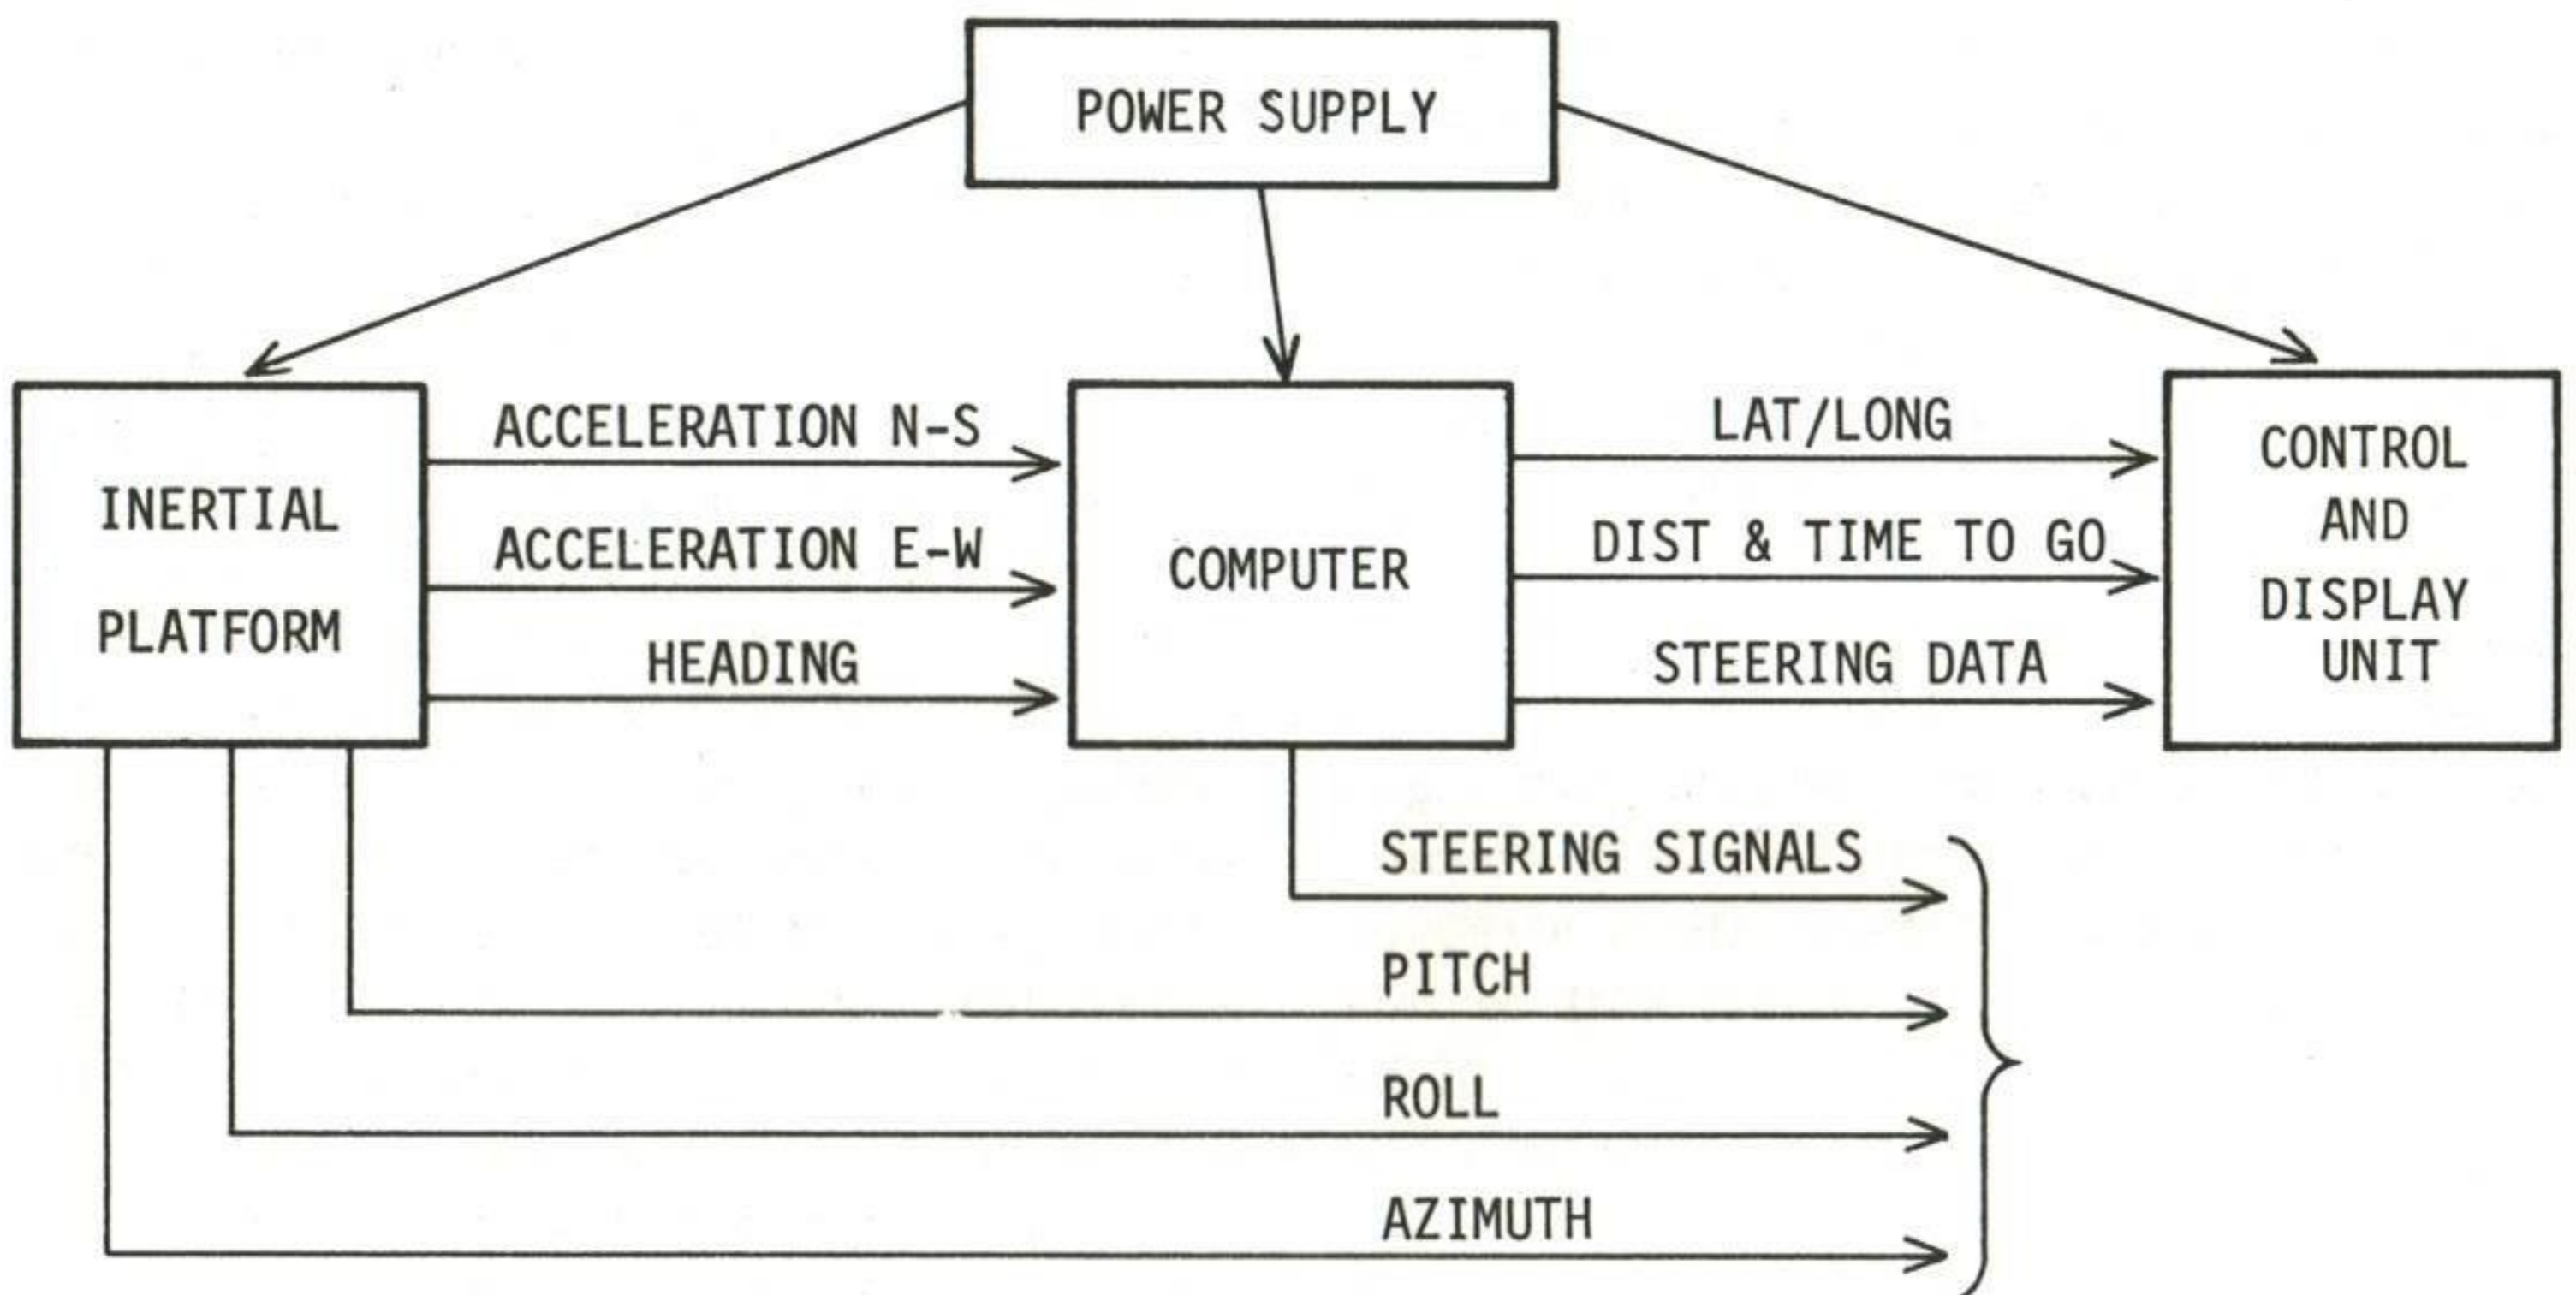 POWER SUPPLY
INERTIAL
PLATFORM
ACCELERATION N-S
ACCELERATION E-W
HEADING
COMPUTER
LAT/LONG
DIST & TIME TO GO
STEERING DATA
CONTROL
AND
DISPLAY
UNIT
STEERING SIGNALS
PITCH
ROLL
AZIMUTH